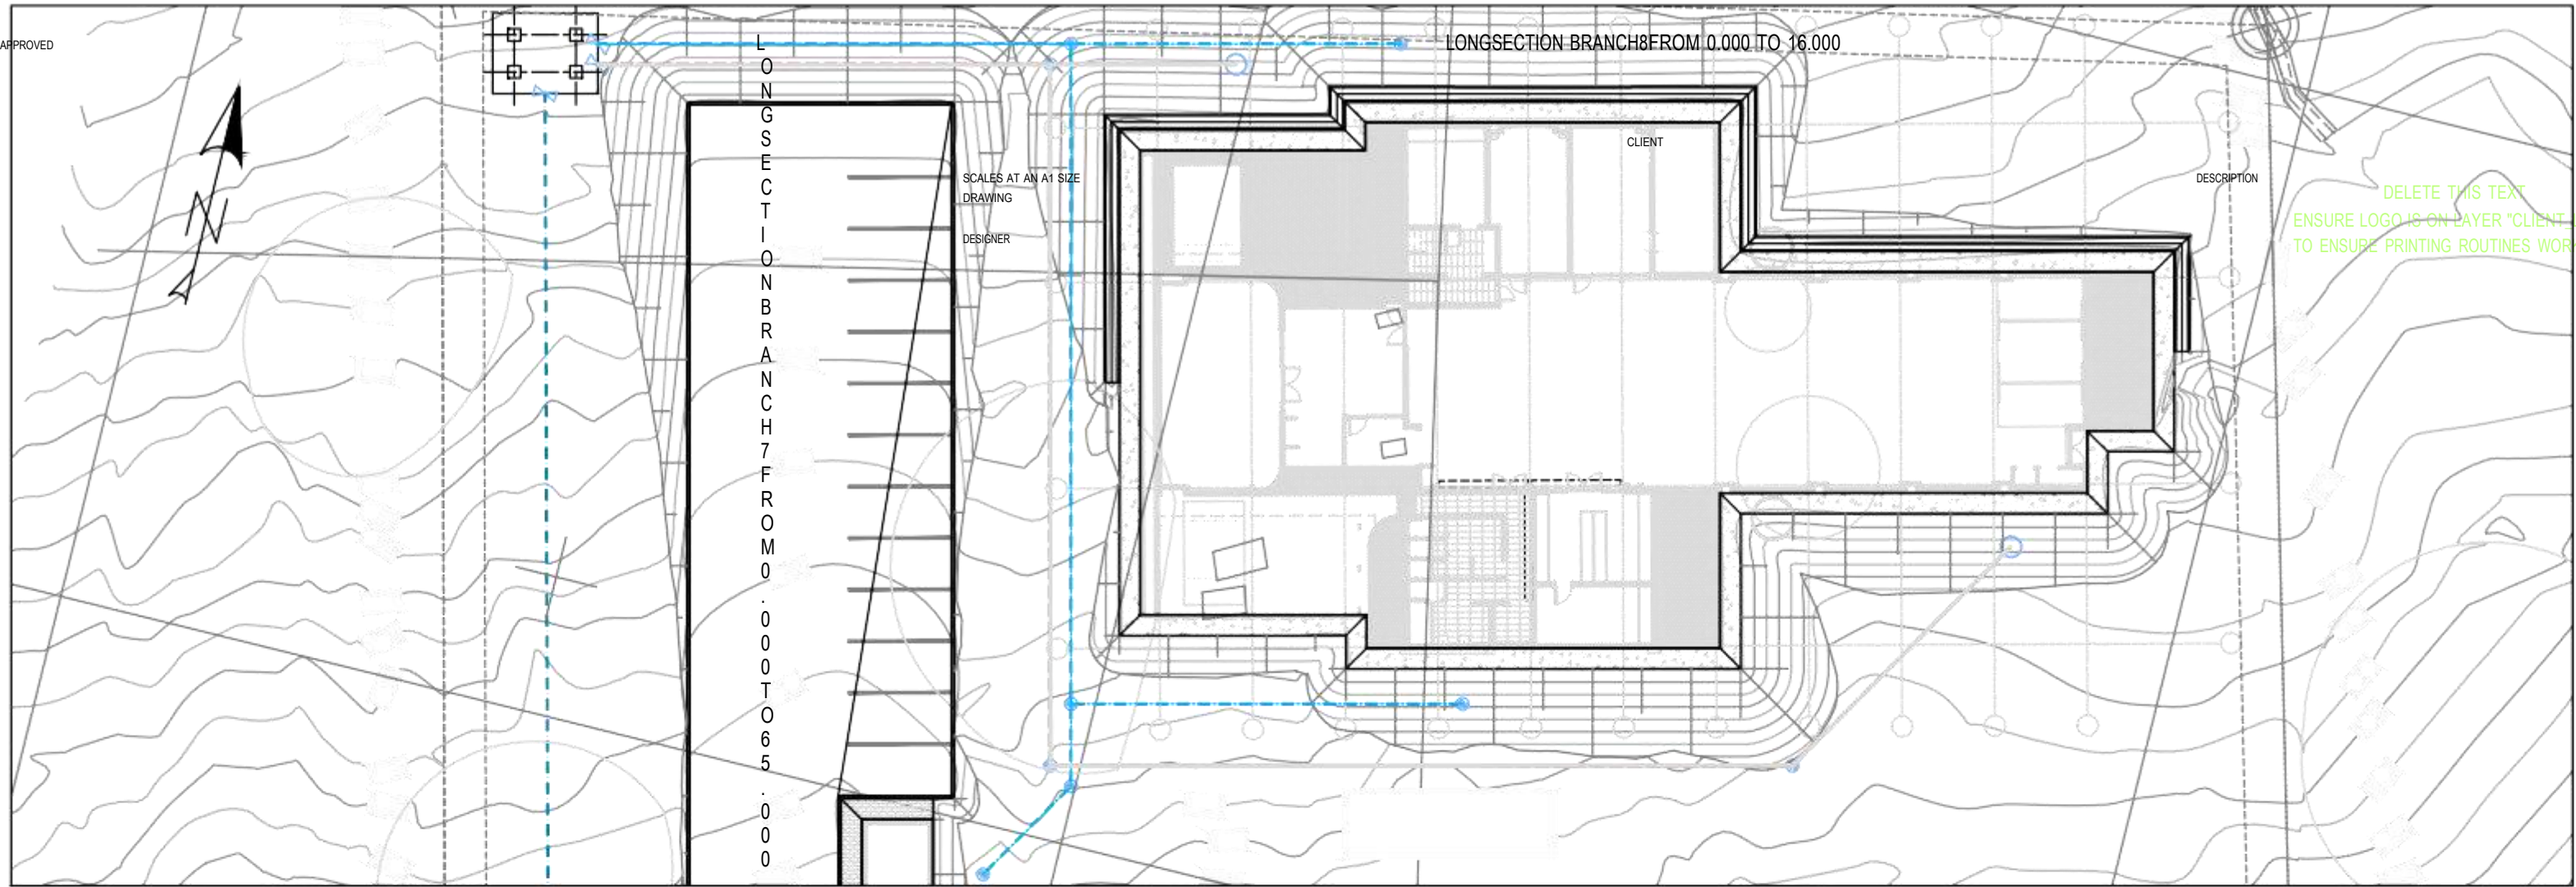 APPROVED
LONGSECTION BRANCH8FROM 0.000 TO 16.000
LONGSECTIONBRANCH7FROM0.000TO65.000
CLIENT
SCALES AT AN A1 SIZE
DRAWING
DESIGNER
DESCRIPTION
DELETE THIS TEXT
ENSURE LOGO IS ON LAYER "CLIENT
TO ENSURE PRINTING ROUTINES WOR
N